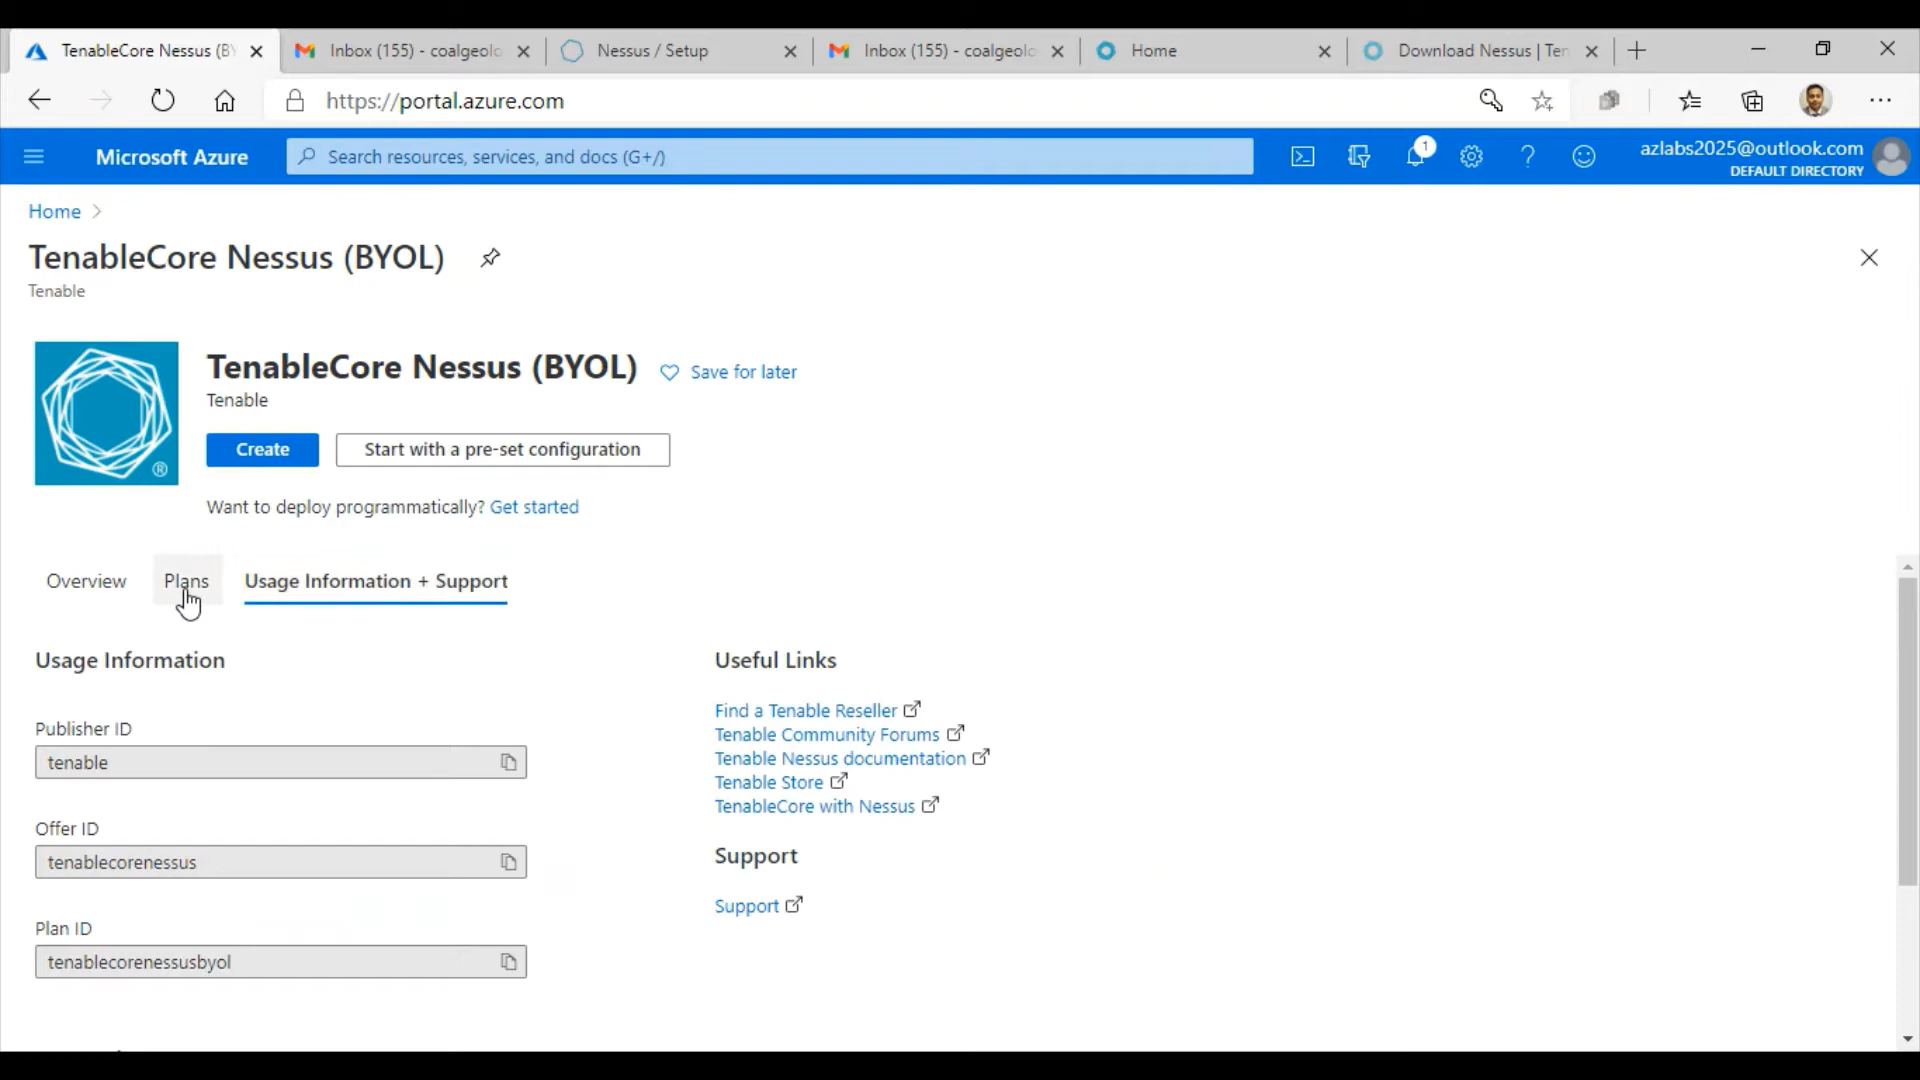 TenableCore Nessus (B
Inbox (155) - coalgeolo
Nessus / Setup
Inbox (155) - coalgeolo
Home
Download Nessus | Ten
https://portal.azure.com
Microsoft Azure
Search resources, services, and docs (G+/)
1
azlabs2025@outlook.com
DEFAULT DIRECTORY
Home
TenableCore Nessus (BYOL)
Tenable
TenableCore Nessus (BYOL)
Save for later
Tenable
Create
Start with a pre-set configuration
Want to deploy programmatically? Get started
Overview
Plans
Usage Information + Support
Usage Information
Publisher ID
tenable
Offer ID
tenablecorenessus
Plan ID
tenablecorenessusbyol
Useful Links
Find a Tenable Reseller
Tenable Community Forums
Tenable Nessus documentation
Tenable Store
TenableCore with Nessus
Support
Support